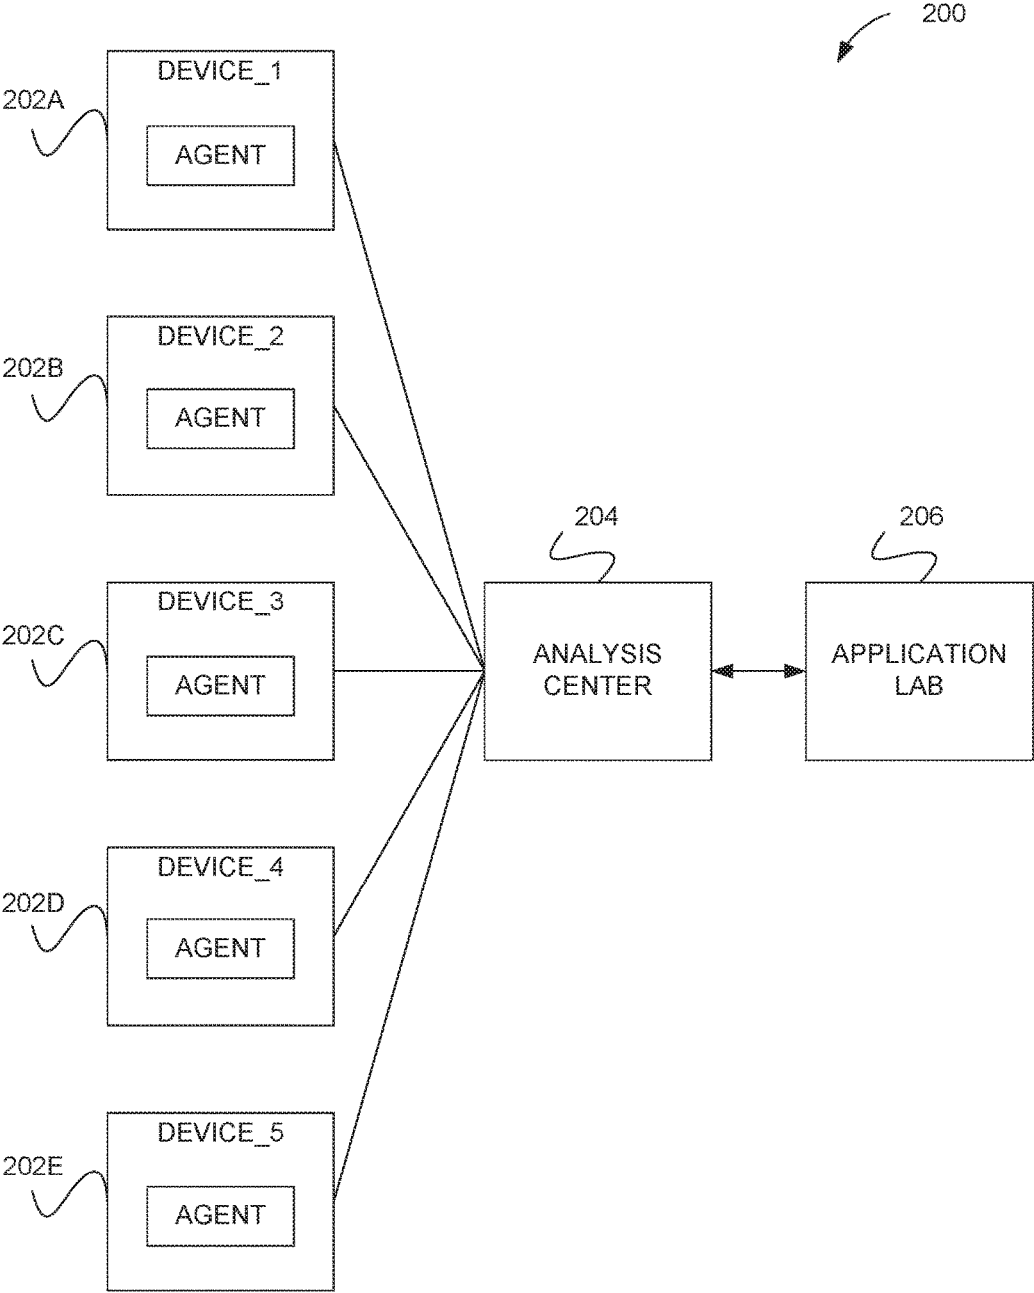 200
DEVICE_1
202A
AGENT
DEVICE_2
202B
AGENT
204
206
DEVICE_3
202C
AGENT
ANALYSIS
CENTER
APPLICATION
LAB
DEVICE_4
202D
AGENT
DEVICE_5
202E
AGENT